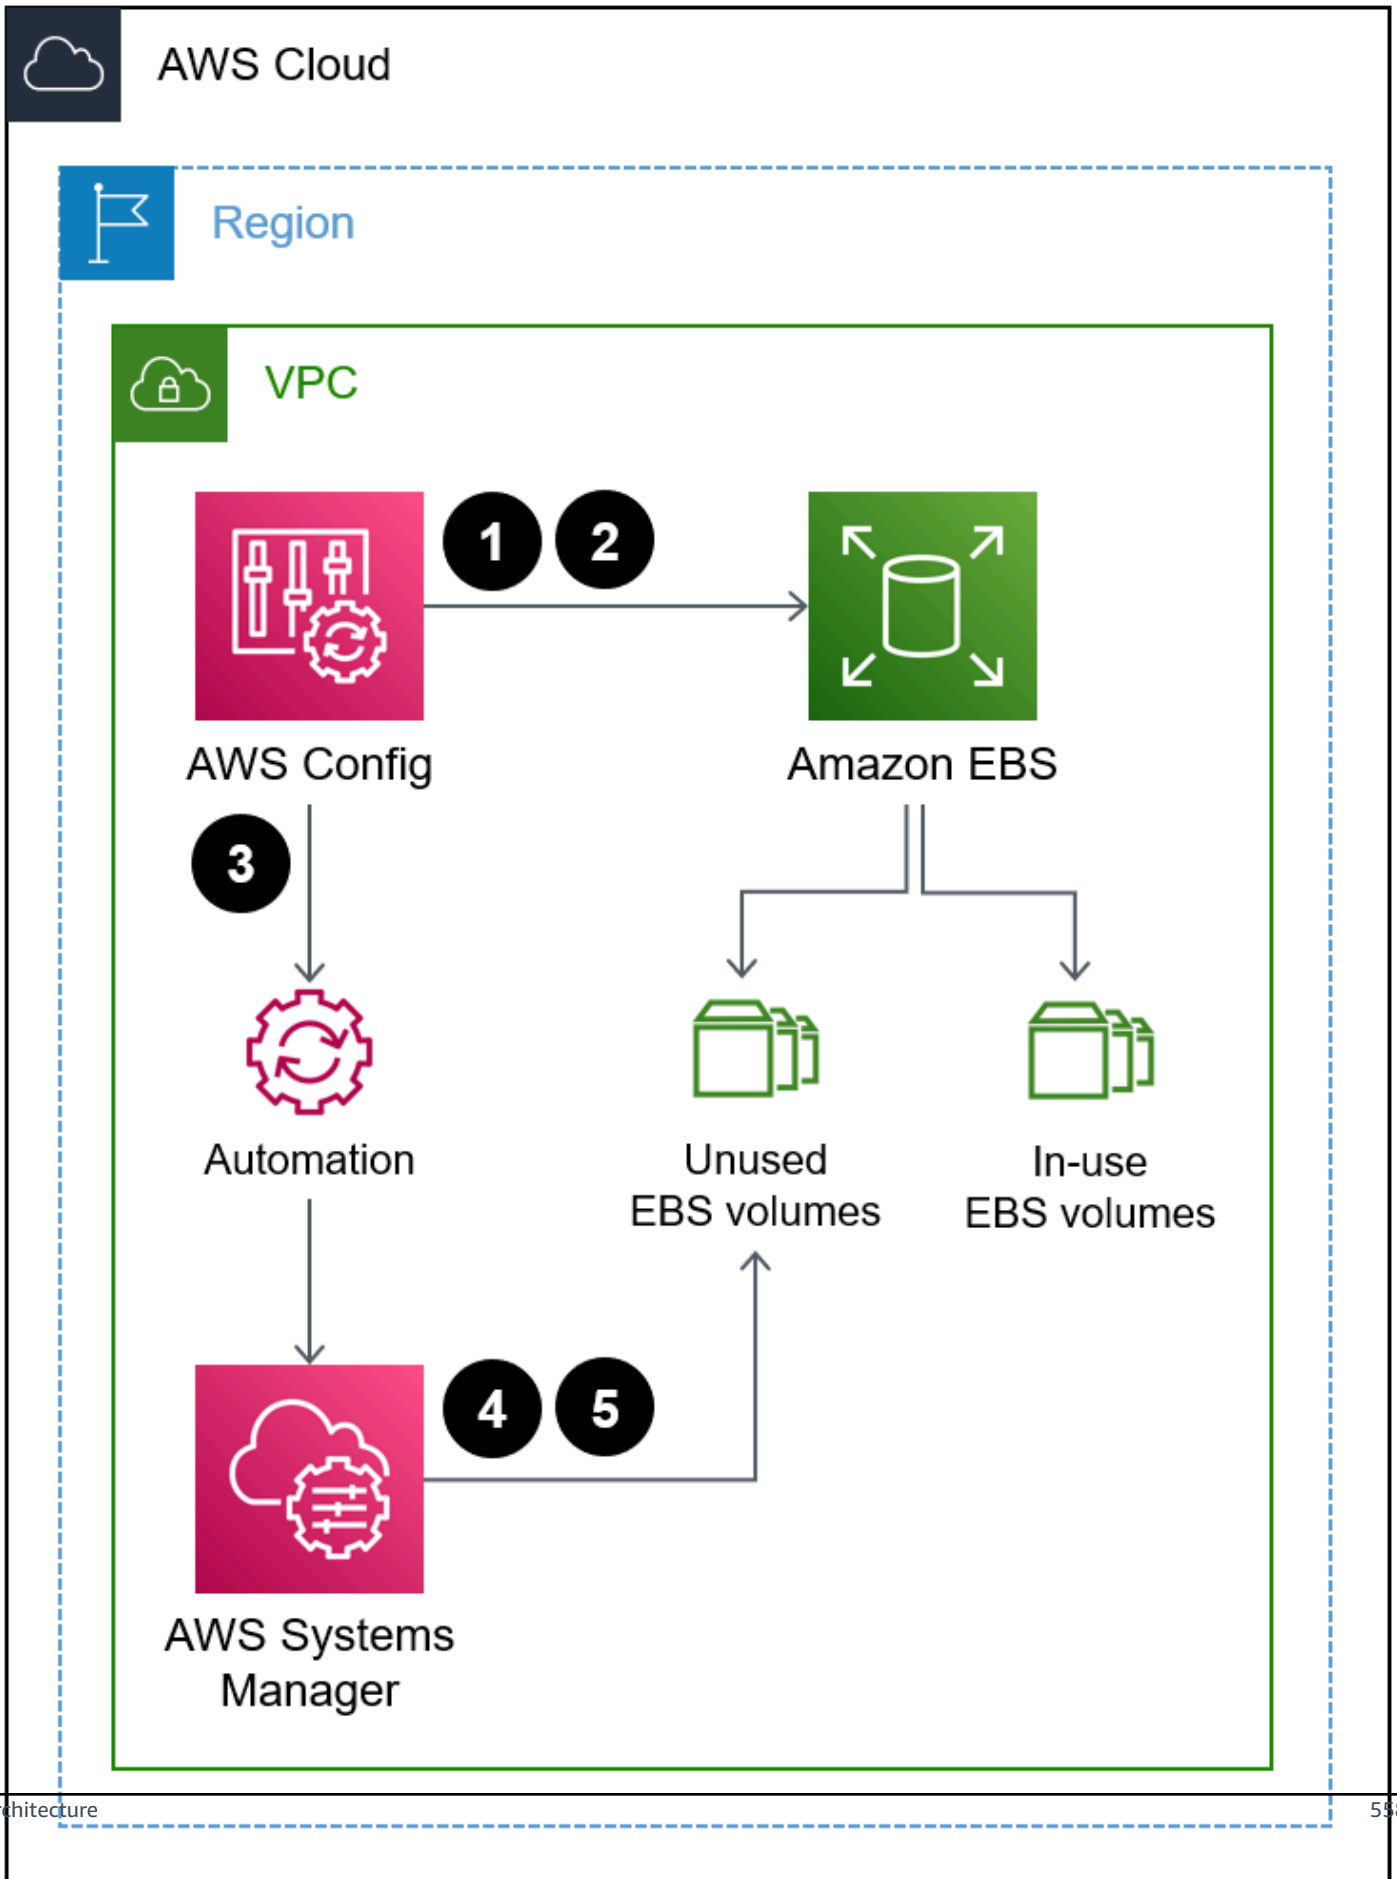 AWS Cloud
Region
VPC
1 2
AWS Config
Amazon EBS
3
Automation
Unused
EBS volumes
In-use
EBS volumes
4 5
AWS Systems
Manager
chitecture